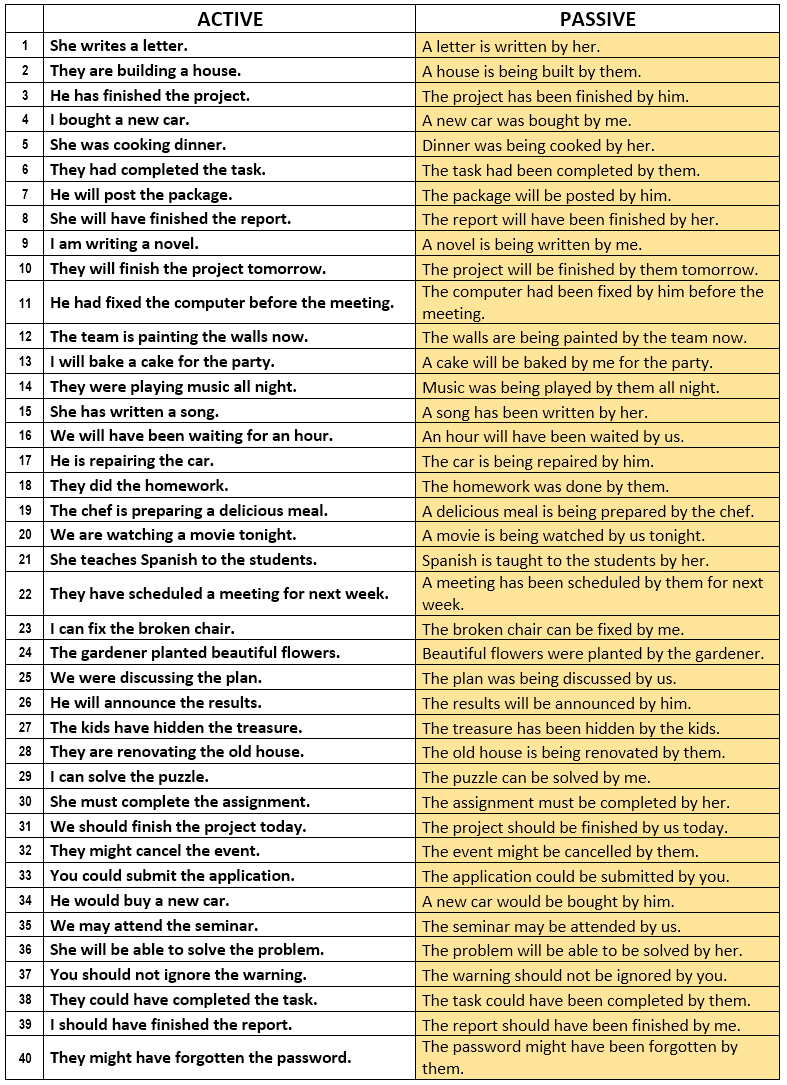 ACTIVE PASSIVE
1 She writes a letter. A letter is written by her.
2 They are building a house. A house is being built by them.
3 He has finished the project. The project has been finished by him.
4 I bought a new car. A new car was bought by me.
5 She was cooking dinner. Dinner was being cooked by her.
6 They had completed the task. The task had been completed by them.
7 He will post the package. The package will be posted by him.
8 She will have finished the report. The report will have been finished by her.
9 I am writing a novel. A novel is being written by me.
10 They will finish the project tomorrow. The project will be finished by them tomorrow.
11 He had fixed the computer before the meeting. The computer had been fixed by him before the
meeting.
12 The team is painting the walls now. The walls are being painted by the team now.
13 I will bake a cake for the party. A cake will be baked by me for the party.
14 They were playing music all night. Music was being played by them all night.
15 She has written a song. A song has been written by her.
16 We will have been waiting for an hour. An hour will have been waited by us.
17 He is repairing the car. The car is being repaired by him.
18 They did the homework. The homework was done by them.
19 The chef is preparing a delicious meal. A delicious meal is being prepared by the chef.
20 We are watching a movie tonight. A movie is being watched by us tonight.
21 She teaches Spanish to the students. Spanish is taught to the students by her.
22 They have scheduled a meeting for next week. A meeting has been scheduled by them for next
week.
23 I can fix the broken chair. The broken chair can be fixed by me.
24 The gardener planted beautiful flowers. Beautiful flowers were planted by the gardener.
25 We were discussing the plan. The plan was being discussed by us.
26 He will announce the results. The results will be announced by him.
27 The kids have hidden the treasure. The treasure has been hidden by the kids.
28 They are renovating the old house. The old house is being renovated by them.
29 I can solve the puzzle. The puzzle can be solved by me.
30 She must complete the assignment. The assignment must be completed by her.
31 We should finish the project today. The project should be finished by us today.
32 They might cancel the event. The event might be cancelled by them.
33 You could submit the application. The application could be submitted by you.
34 He would buy a new car. A new car would be bought by him.
35 We may attend the seminar. The seminar may be attended by us.
36 She will be able to solve the problem. The problem will be able to be solved by her.
37 You should not ignore the warning. The warning should not be ignored by you.
38 They could have completed the task. The task could have been completed by them.
39 I should have finished the report. The report should have been finished by me.
40 They might have forgotten the password. The password might have been forgotten by
them.